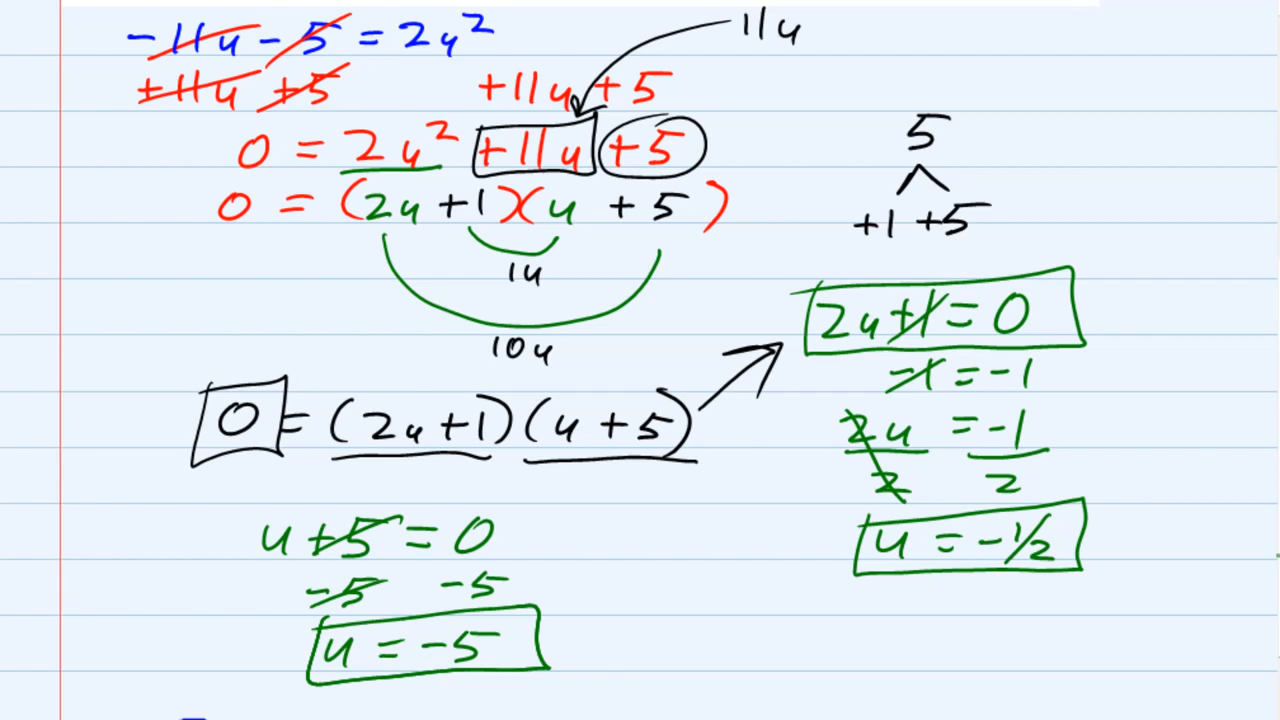 -11u - 5 = 2u²
+11u +5 +11u + 5
11u
0 = 2u² +11u +5
0 = (2u +1)(u + 5)
1u
10u
5
+1 +5
0 = (2u+1)(u+5)
2u+1=0
-1 = -1
2u = -1
2 2
u = -1/2
u+5 = 0
-5 -5
u = -5